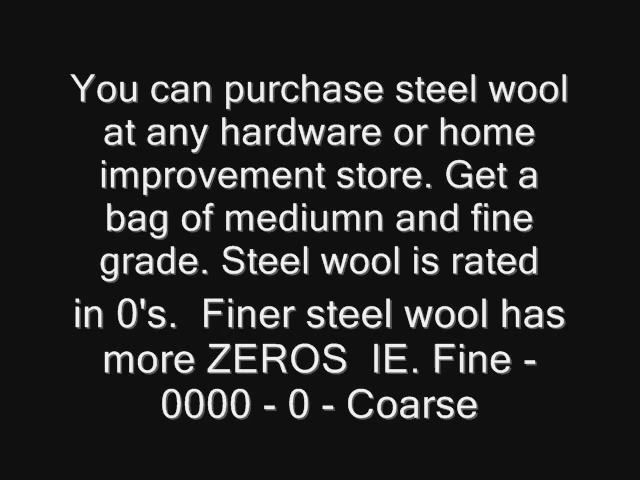 You can purchase steel wool
at any hardware or home
improvement store. Get a
bag of mediumn and fine
grade. Steel wool is rated
in 0's.  Finer steel wool has
more ZEROS  IE. Fine -
0000 - 0 - Coarse